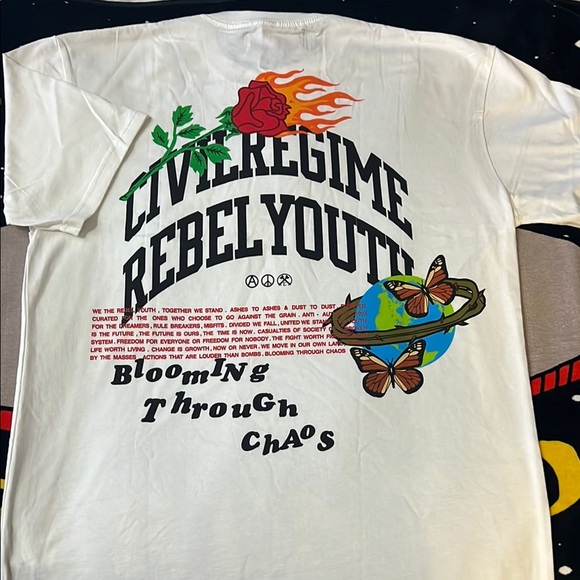 CIVIL REGIME
REBEL YOUTH
WE THE REBEL YOUTH , TOGETHER WE STAND . ASHES TO ASHES & DUST TO DUST
CURATED FOR THE ONES WHO CHOOSE TO GO AGAINST THE GRAIN . ANTI -
FOR THE DREAMERS, RULE BREAKERS, MISFITS . DIVIDED WE FALL , UNITED WE STAND
IS THE FUTURE , THE FUTURE IS OURS . THE TIME IS NOW . CASUALTIES OF SOCIETY
SYSTEM . FREEDOM FOR EVERYONE OR FREEDOM FOR NOBODY . THE FIGHT WORTH
LIFE WORTH LIVING . CHANGE IS GROWTH , NOW OR NEVER . WE MOVE IN OUR OWN
BY THE MASSES . ACTIONS THAT ARE LOUDER THAN BOMBS . BLOOMING THROUGH CHAOS
BlooMINg
ThrouGh
ChAoS